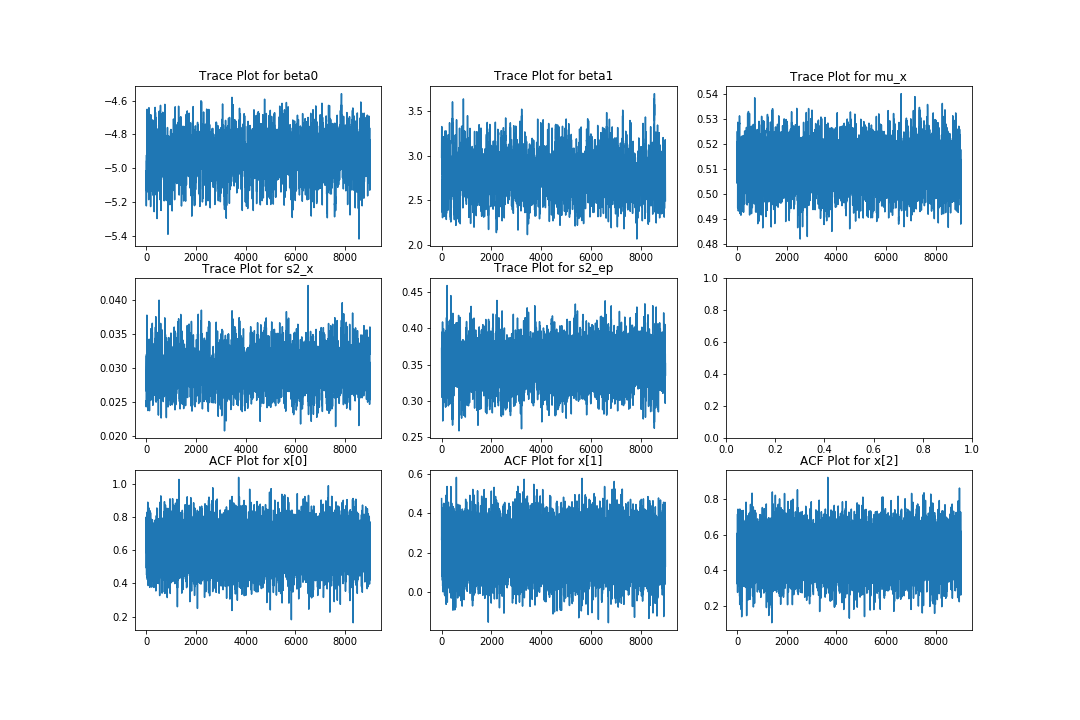 Trace Plot for beta0
−4.6
−4.8
−5.0
−5.2
−5.4
0 2000 4000 6000 8000
Trace Plot for beta1
3.5
3.0
2.5
2.0
0 2000 4000 6000 8000
Trace Plot for mu_x
0.54
0.53
0.52
0.51
0.50
0.49
0.48
0 2000 4000 6000 8000
Trace Plot for s2_x
0.040
0.035
0.030
0.025
0.020
0 2000 4000 6000 8000
Trace Plot for s2_ep
0.45
0.40
0.35
0.30
0.25
0 2000 4000 6000 8000
1.0
0.8
0.6
0.4
0.2
0.0
0.0 0.2 0.4 0.6 0.8 1.0
ACF Plot for x[0]
1.0
0.8
0.6
0.4
0.2
0 2000 4000 6000 8000
ACF Plot for x[1]
0.6
0.4
0.2
0.0
0 2000 4000 6000 8000
ACF Plot for x[2]
0.8
0.6
0.4
0.2
0 2000 4000 6000 8000